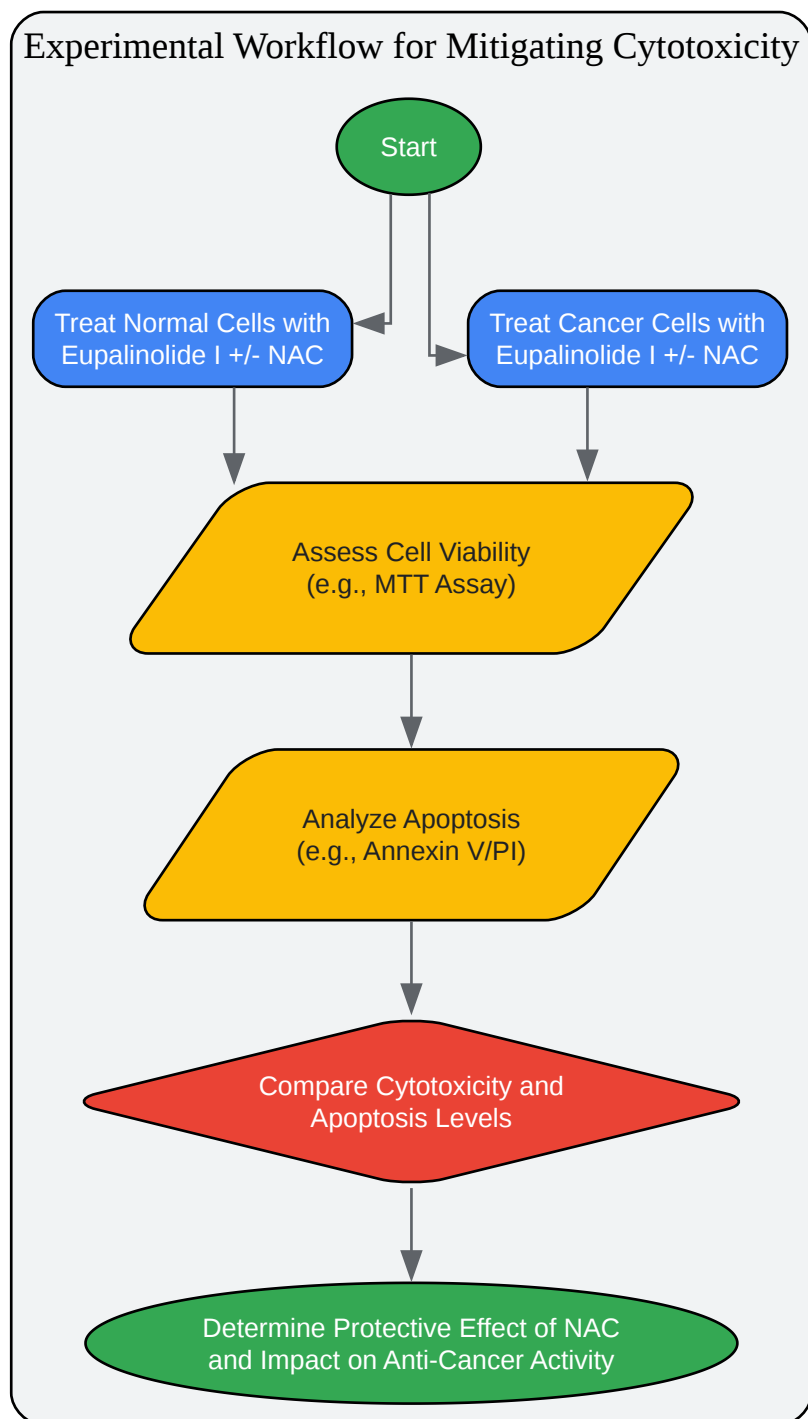 Experimental Workflow for Mitigating Cytotoxicity
Start
Treat Normal Cells with
Eupalinolide I +/- NAC
Treat Cancer Cells with
Eupalinolide I +/- NAC
Assess Cell Viability
(e.g., MTT Assay)
Analyze Apoptosis
(e.g., Annexin V/PI)
Compare Cytotoxicity and
Apoptosis Levels
Determine Protective Effect of NAC
and Impact on Anti-Cancer Activity